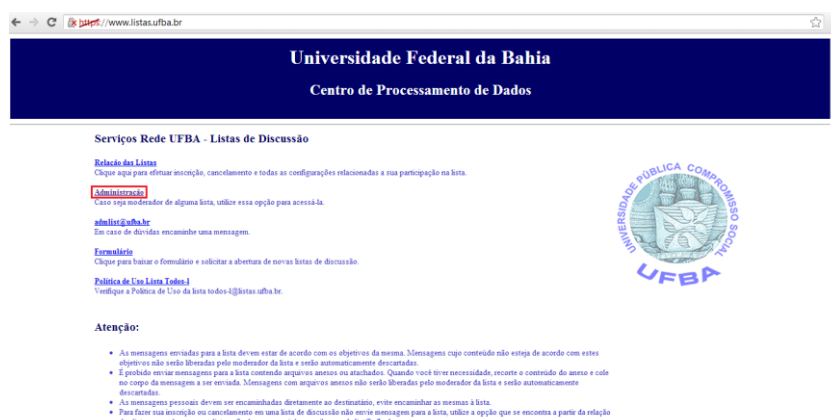 https://www.listas.ufba.br
Universidade Federal da Bahia
Centro de Processamento de Dados
Serviços Rede UFBA - Listas de Discussão
Relação das Listas
Clique aqui para efetuar inscrição, cancelamento e todas as configurações relacionadas a sua participação na lista.
Administração
Caso seja moderador de alguma lista, utilize essa opção para acessá-la.
admlist@ufba.br
Em caso de dúvidas encaminhe uma mensagem.
Formulário
Clique para baixar o formulário e solicitar a abertura de novas listas de discussão.
Política de Uso Lista Todos-l
Verifique a Política de Uso da lista todos-l@listas.ufba.br.
UNIVERSIDADE PÚBLICA COMPROMISSO SOCIAL
UFBA
Atenção:
As mensagens enviadas para a lista devem estar de acordo com os objetivos da mesma. Mensagens cujo conteúdo não esteja de acordo com estes
objetivos não serão liberadas pelo moderador da lista e serão automaticamente descartadas.
É proibido enviar mensagens para a lista contendo arquivos anexos ou atachados. Quando você tiver necessidade, recorte o conteúdo do anexo e cole
no corpo da mensagem a ser enviada. Mensagens com arquivos anexos não serão liberadas pelo moderador da lista e serão automaticamente
descartadas.
As mensagens pessoais devem ser encaminhadas diretamente ao destinatário, evite encaminhar as mesmas à lista.
Para fazer sua inscrição ou cancelamento em uma lista de discussão não envie mensagem para a lista, utilize a opção que se encontra a partir da relação